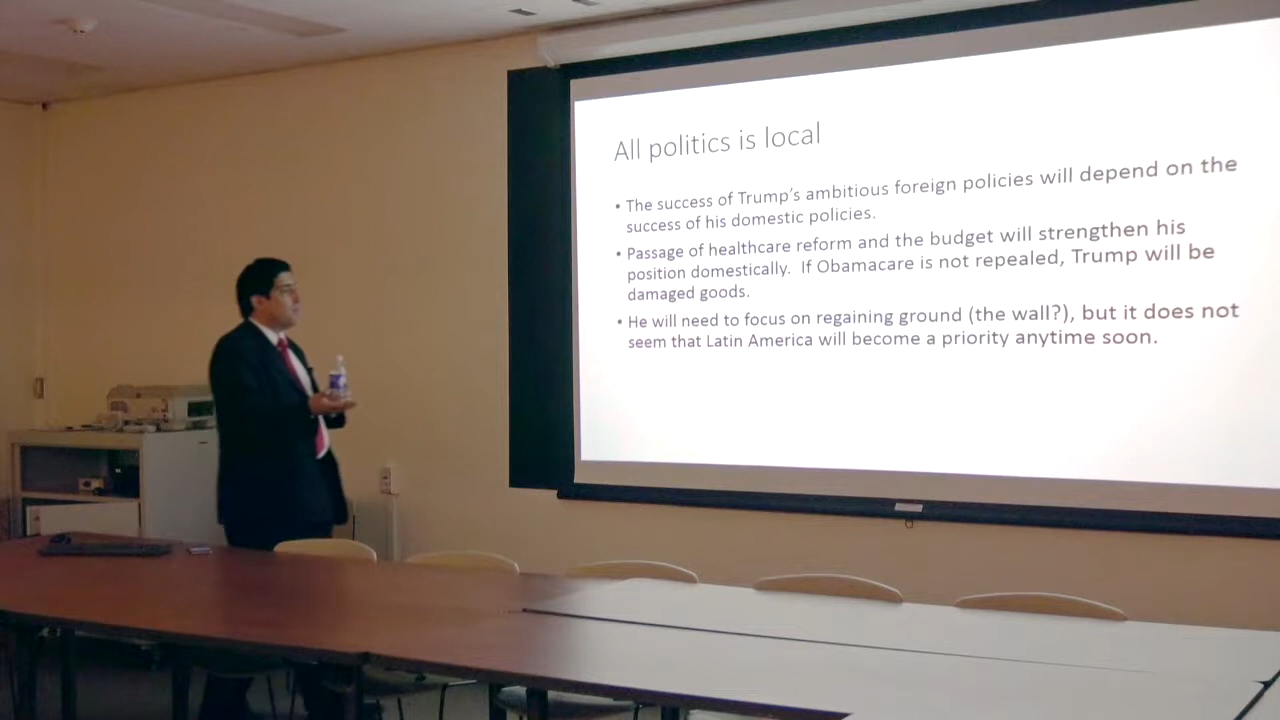 All politics is local
• The success of Trump’s ambitious foreign policies will depend on the
success of his domestic policies.
• Passage of healthcare reform and the budget will strengthen his
position domestically. If Obamacare is not repealed, Trump will be
damaged goods.
• He will need to focus on regaining ground (the wall?), but it does not
seem that Latin America will become a priority anytime soon.